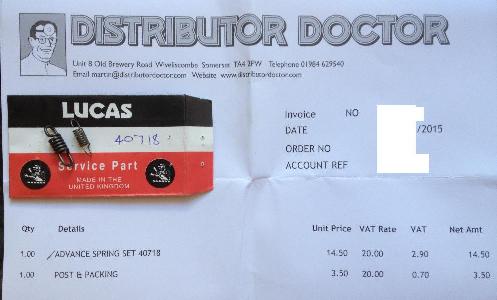 DISTRIBUTOR DOCTOR
Unit 8 Old Brewery Road Wiveliscombe Somerset TA4 2PW Telephone 01984 629540
Email martin@distributordoctor.com Website www.distributordoctor.com
LUCAS
40718
Service Part
MADE IN THE
UNITED KINGDOM
Invoice NO
DATE /2015
ORDER NO
ACCOUNT REF
Qty Details Unit Price VAT Rate VAT Net Amt
1.00 ADVANCE SPRING SET 40718 14.50 20.00 2.90 14.50
1.00 POST & PACKING 3.50 20.00 0.70 3.50